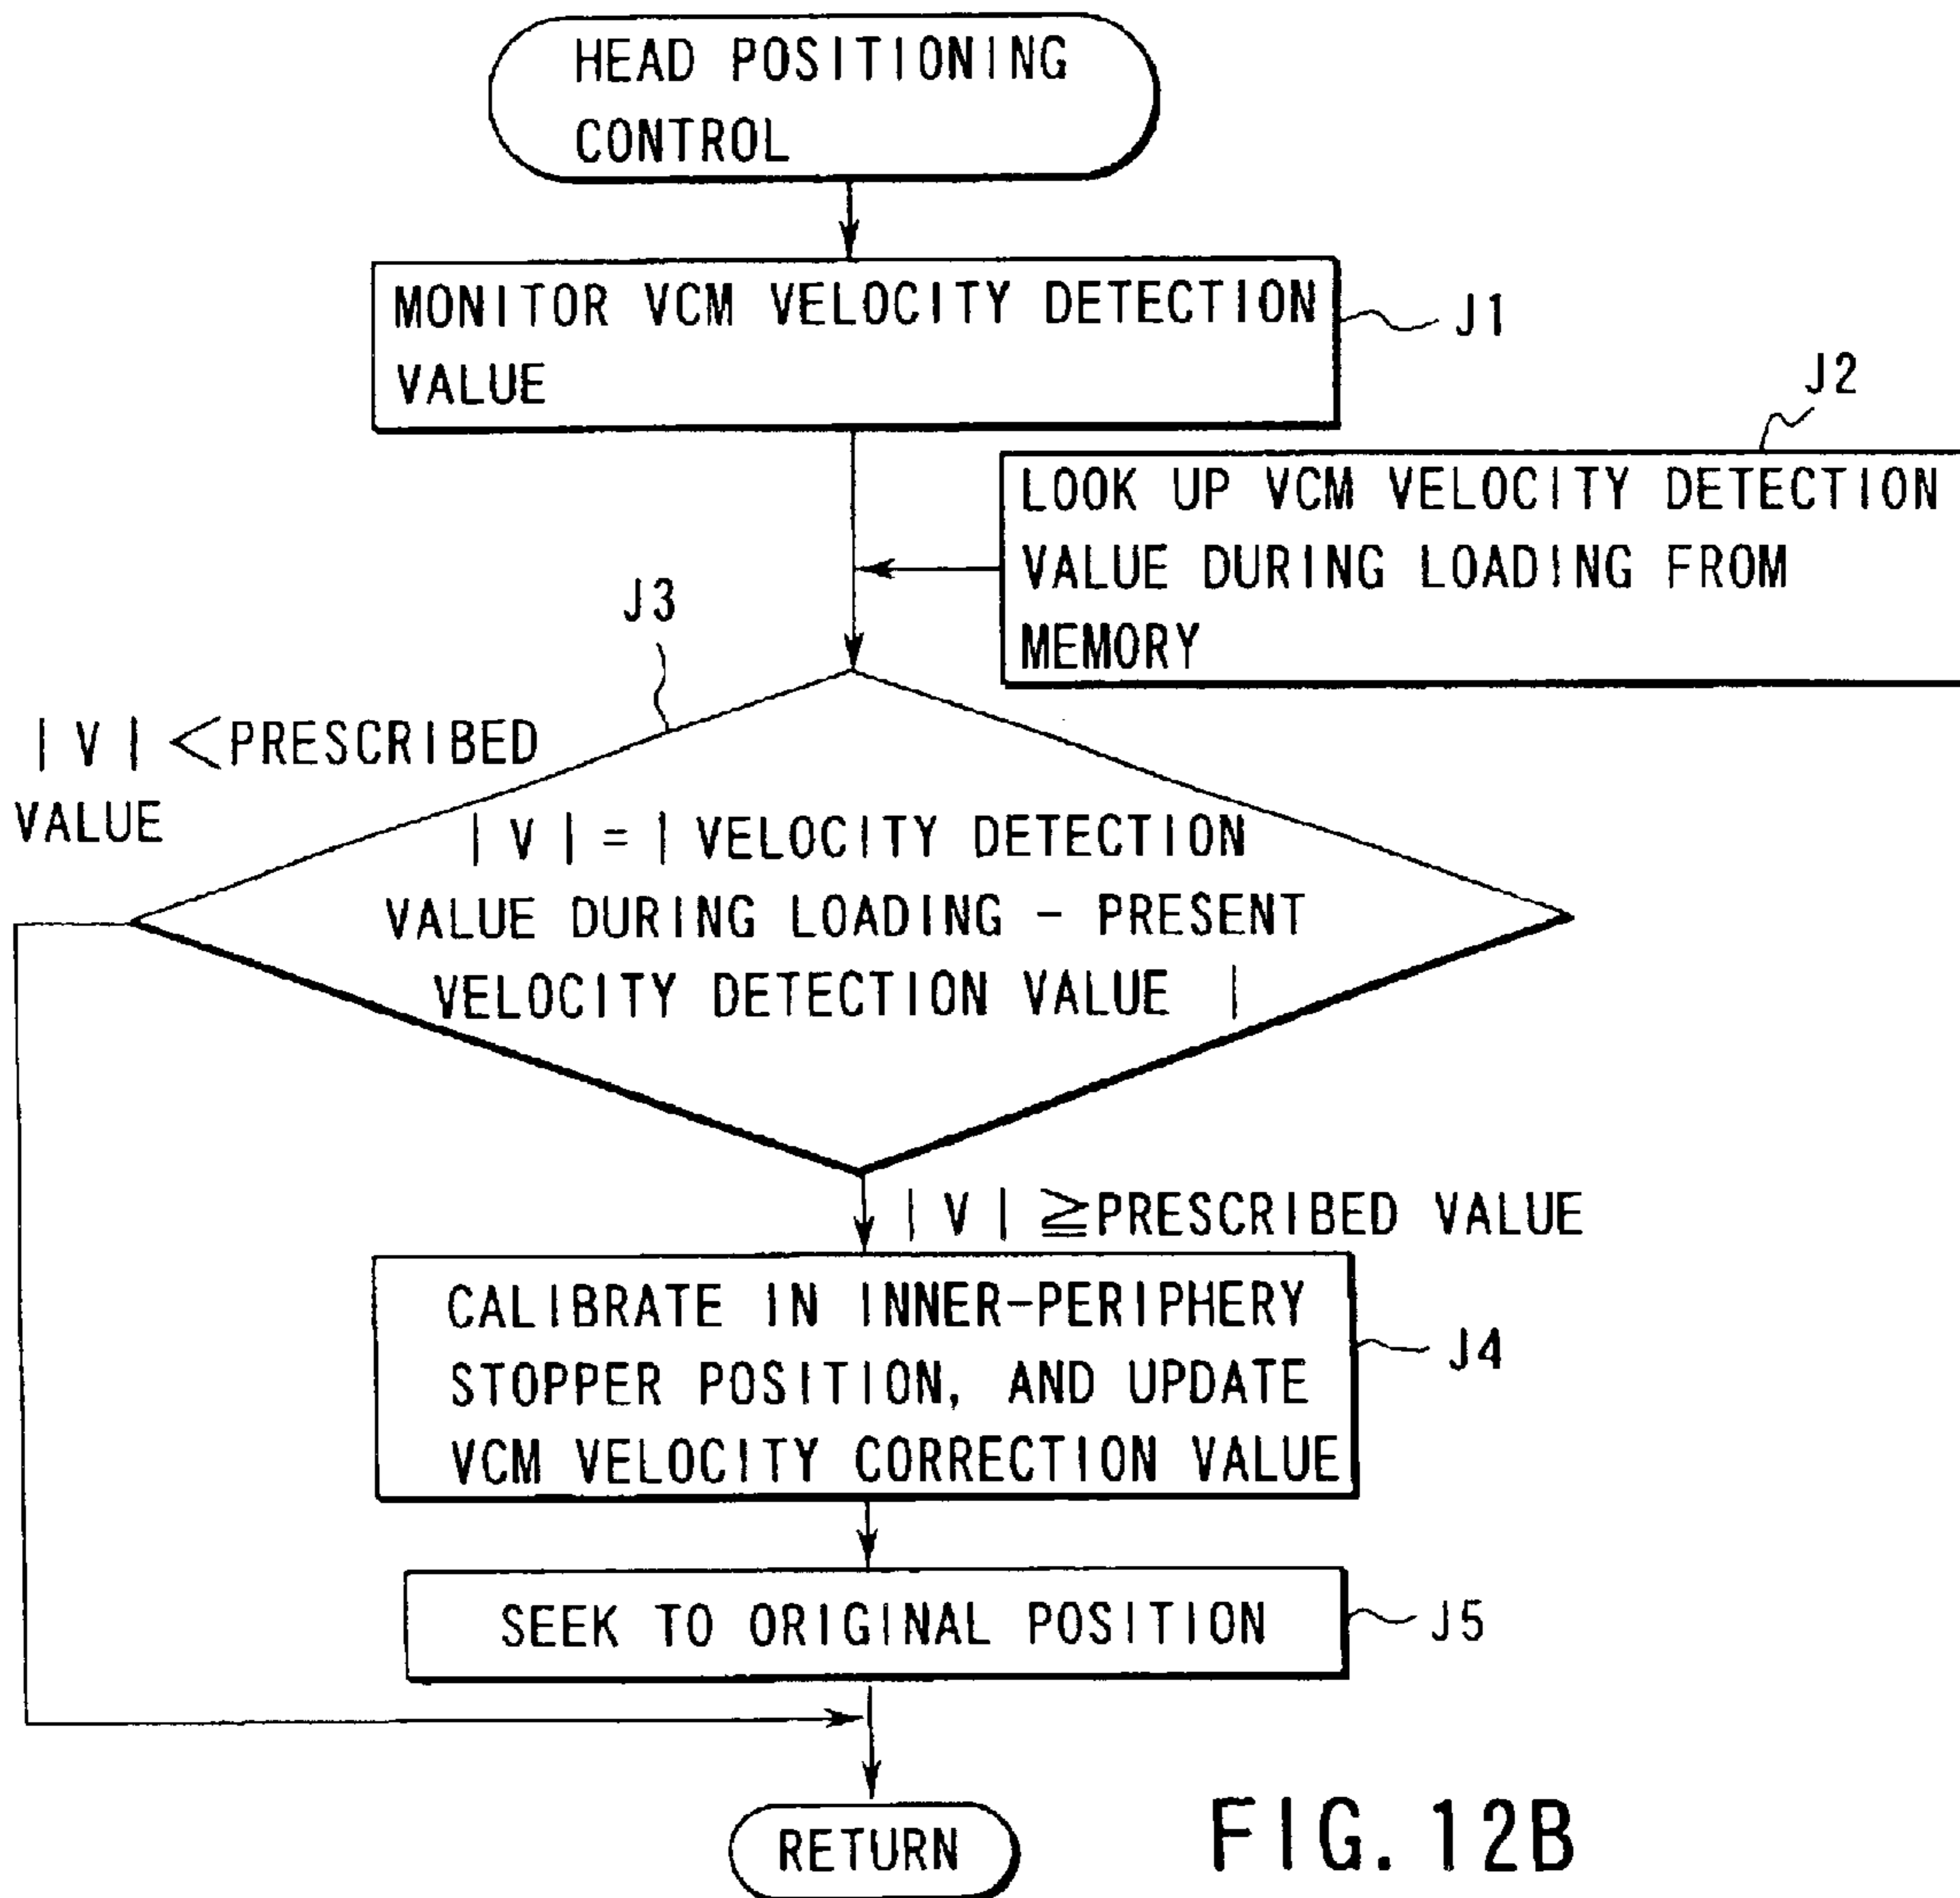 HEAD POSITIONING
CONTROL
MONITOR VCM VELOCITY DETECTION
VALUE
J1
J2
LOOK UP VCM VELOCITY DETECTION
VALUE DURING LOADING FROM
MEMORY
J3
| V | <PRESCRIBED
VALUE
| V | = | VELOCITY DETECTION
VALUE DURING LOADING - PRESENT
VELOCITY DETECTION VALUE |
| V | ≧PRESCRIBED VALUE
CALIBRATE IN INNER-PERIPHERY
STOPPER POSITION, AND UPDATE
VCM VELOCITY CORRECTION VALUE
J4
SEEK TO ORIGINAL POSITION
J5
RETURN
FIG. 12B